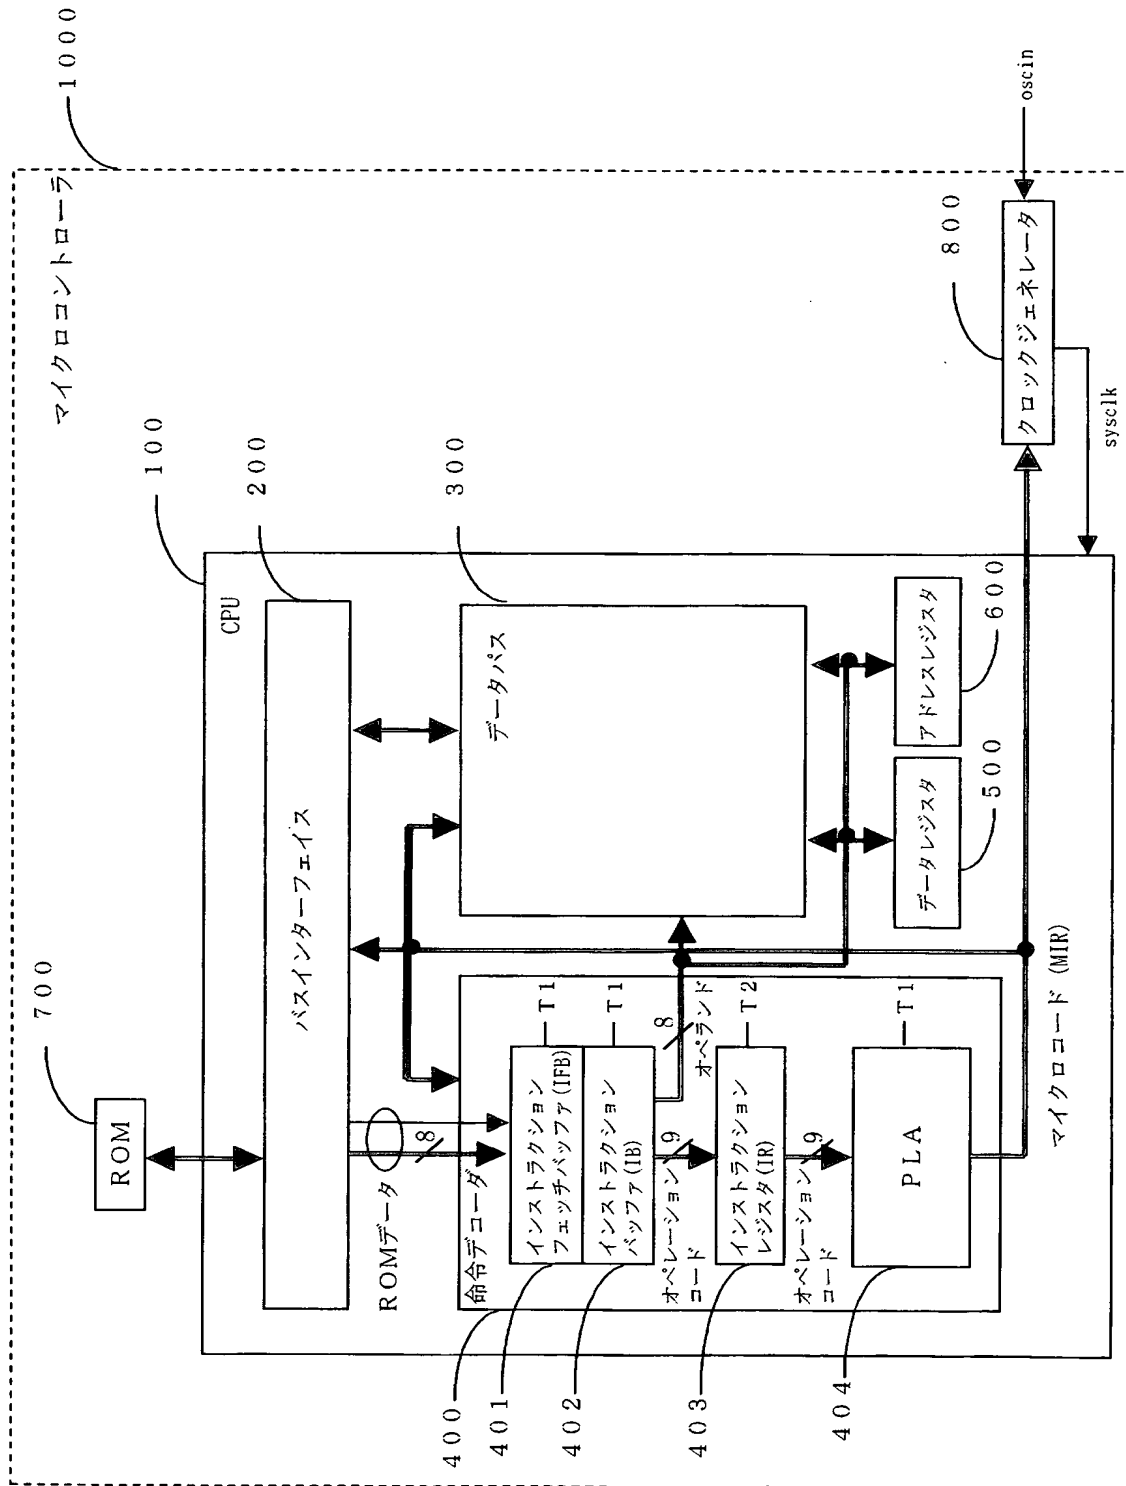 1000
マイクロコントローラ
700
ROM
100
CPU
200
バスインターフェイス
ROMデータ
8
300
データパス
400
命令デコーダ
401
インストラクション
フェッチバッファ(IFB)
T1
402
インストラクション
バッファ(IB)
T1
8
オペランド
オペレーション
コード
9
403
インストラクション
レジスタ(IR)
T2
オペレーション
コード
9
404
PLA
T1
データレジスタ
500
アドレスレジスタ
600
マイクロコード(MIR)
800
クロックジェネレータ
oscin
sysclk